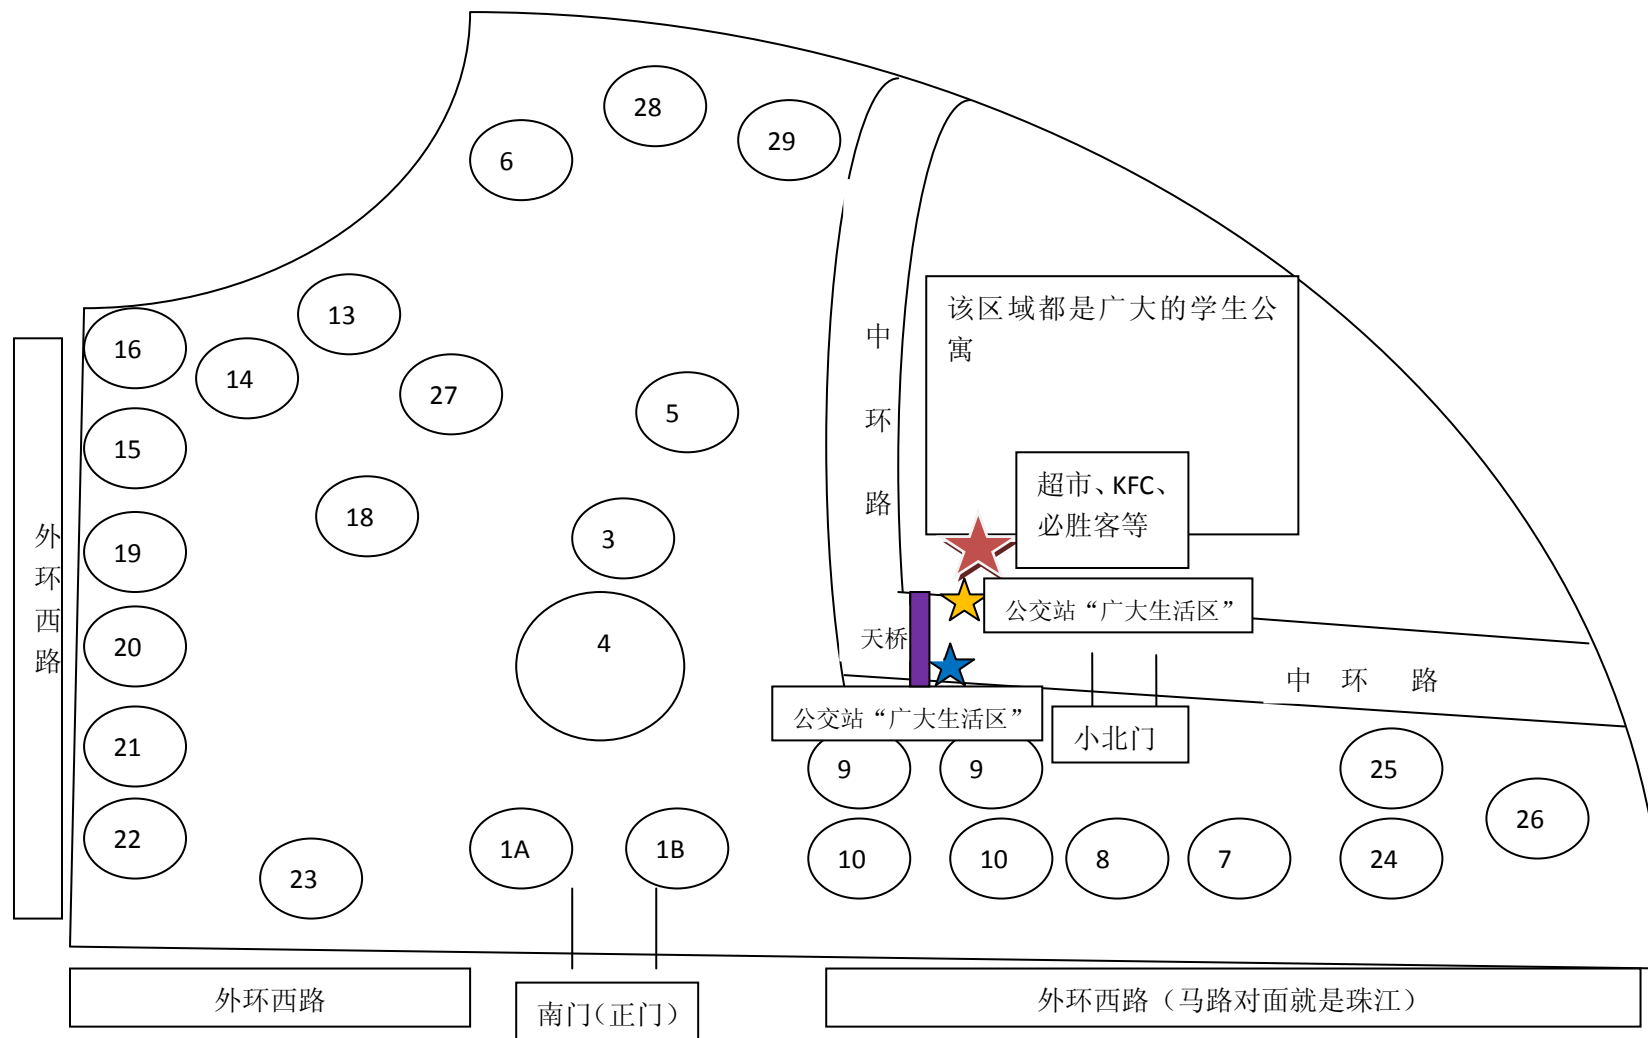 28
29
6
13
16
14
27
5
15
18
3
19
4
20
21
22
23
1A
1B
外
环
西
路
中
环
路
该区域都是广大的学生公
寓
超市、KFC、
必胜客等
公交站“广大生活区”
天桥
中 环 路
公交站“广大生活区”
小北门
9
9
25
26
10
10
8
7
24
外环西路
南门（正门）
外环西路（马路对面就是珠江）